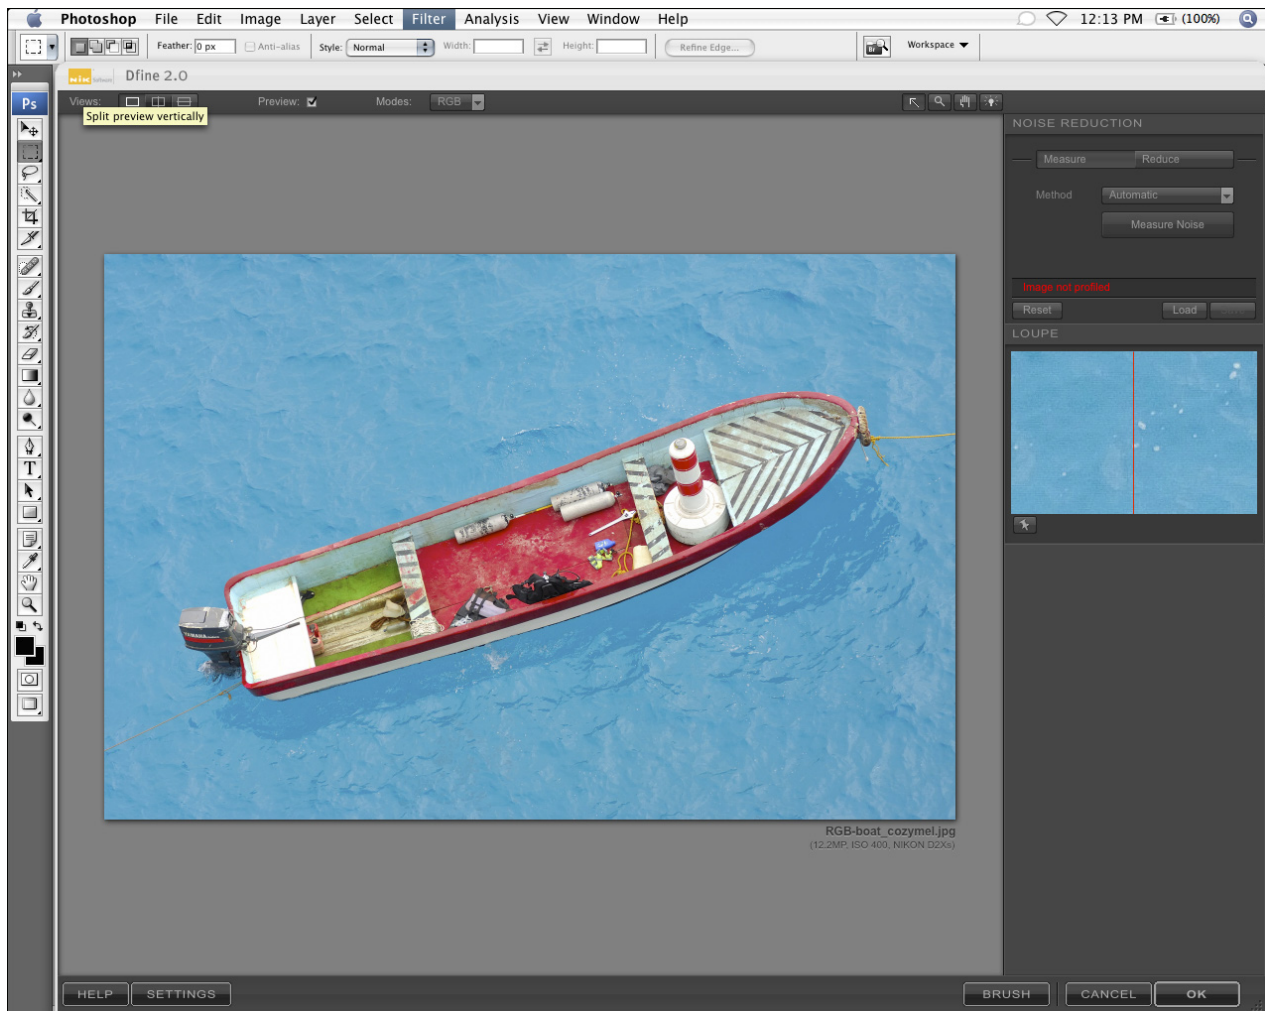 Photoshop File Edit Image Layer Select Filter Analysis View Window Help 12:13 PM (100%)
Feather: 0 px Anti-alias Style: Normal Width: Height: Refine Edge... Br Workspace
Dfine 2.0
Ps
Views: Preview: Modes: RGB
Split preview vertically
NOISE REDUCTION
Measure Reduce
Method Automatic
Measure Noise
Image not profiled
Reset Load
LOUPE
T
RGB-boat_cozymel.jpg
(12.2MP, ISO 400, NIKON D2Xs)
HELP SETTINGS BRUSH CANCEL OK